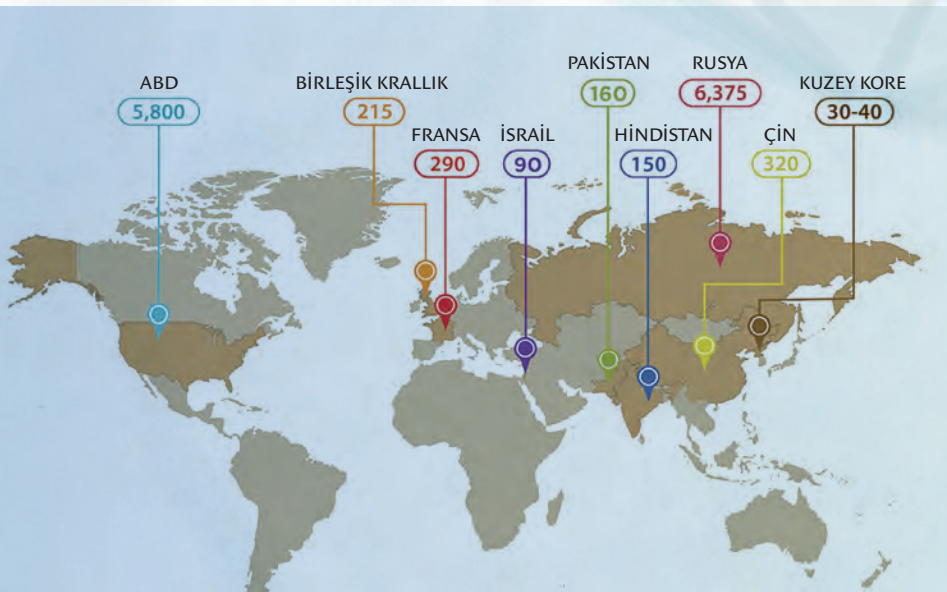 ABD
5,800
BİRLEŞİK KRALLIK
215
FRANSA
290
İSRAİL
90
PAKİSTAN
160
HİNDİSTAN
150
RUSYA
6,375
ÇİN
320
KUZEY KORE
30-40